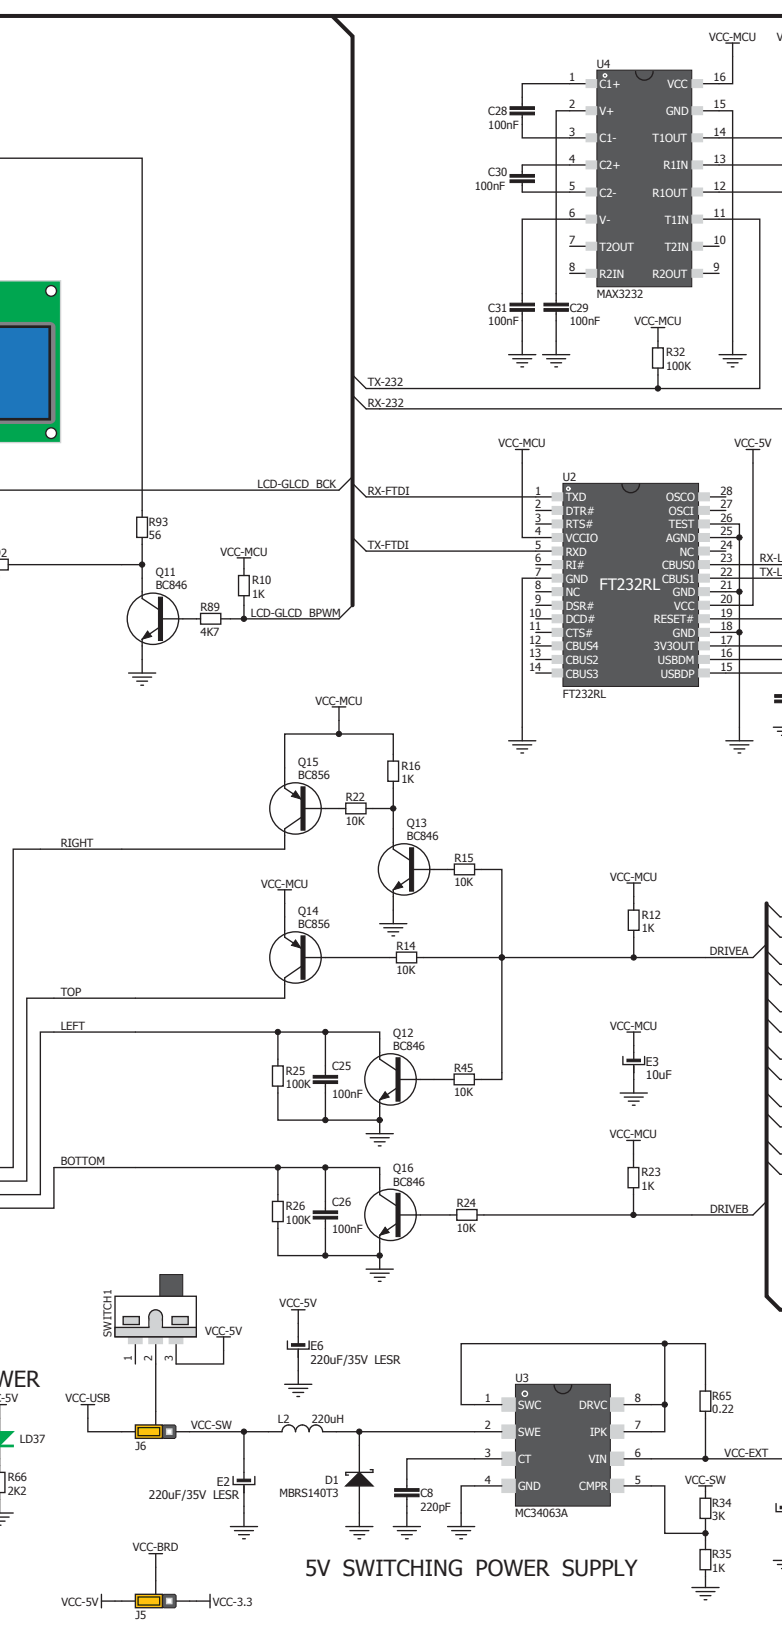 VCC-MCU
U4
1 C1+ VCC 16
2 V+ GND 15
3 C1- T1OUT 14
4 C2+ R1IN 13
5 C2- R1OUT 12
6 V- T1IN 11
7 T2OUT T2IN 10
8 R2IN R2OUT 9
MAX3232
C28
100nF
C30
100nF
C31
100nF
C29
100nF
VCC-MCU
R32
100K
TX-232
RX-232
VCC-MCU
VCC-5V
LCD-GLCD BCK
RX-FTDI
TX-FTDI
U2
1 TXD OSCO 28
2 DTR# OSCI 27
3 RTS# TEST 26
4 VCCIO AGND 25
5 RXD NC 24
6 RI# CBUS0 23 RX-L
7 GND CBUS1 22 TX-L
8 NC GND 21
9 DSR# VCC 20
10 DCD# RESET# 19
11 CTS# GND 18
12 CBUS4 3V3OUT 17
13 CBUS2 USBDM 16
14 CBUS3 USBDP 15
FT232RL
FT232RL
R93
56
VCC-MCU
R10
1K
Q11
BC846
R89
4K7
LCD-GLCD BPWM
VCC-MCU
Q15
BC856
R16
1K
R22
10K
Q13
BC846
RIGHT
R15
10K
VCC-MCU
VCC-MCU
Q14
BC856
R12
1K
R14
10K
DRIVEA
TOP
LEFT
VCC-MCU
Q12
BC846
R25
100K
C25
100nF
R45
10K
E3
10uF
VCC-MCU
BOTTOM
Q16
BC846
R23
1K
R26
100K
C26
100nF
R24
10K
DRIVEB
SWITCH1
1 2 3
VCC-5V
VCC-5V
E6
220uF/35V LESR
WER
-5V
LD37
R66
2K2
VCC-USB
J6
VCC-SW
L2 220uH
E2
220uF/35V LESR
D1
MBRS140T3
C8
220pF
U3
1 SWC DRVC 8
2 SWE IPK 7
3 CT VIN 6
4 GND CMPR 5
MC34063A
R65
0.22
VCC-EXT
VCC-SW
R34
3K
R35
1K
5V SWITCHING POWER SUPPLY
VCC-BRD
VCC-5V
VCC-3.3
J5